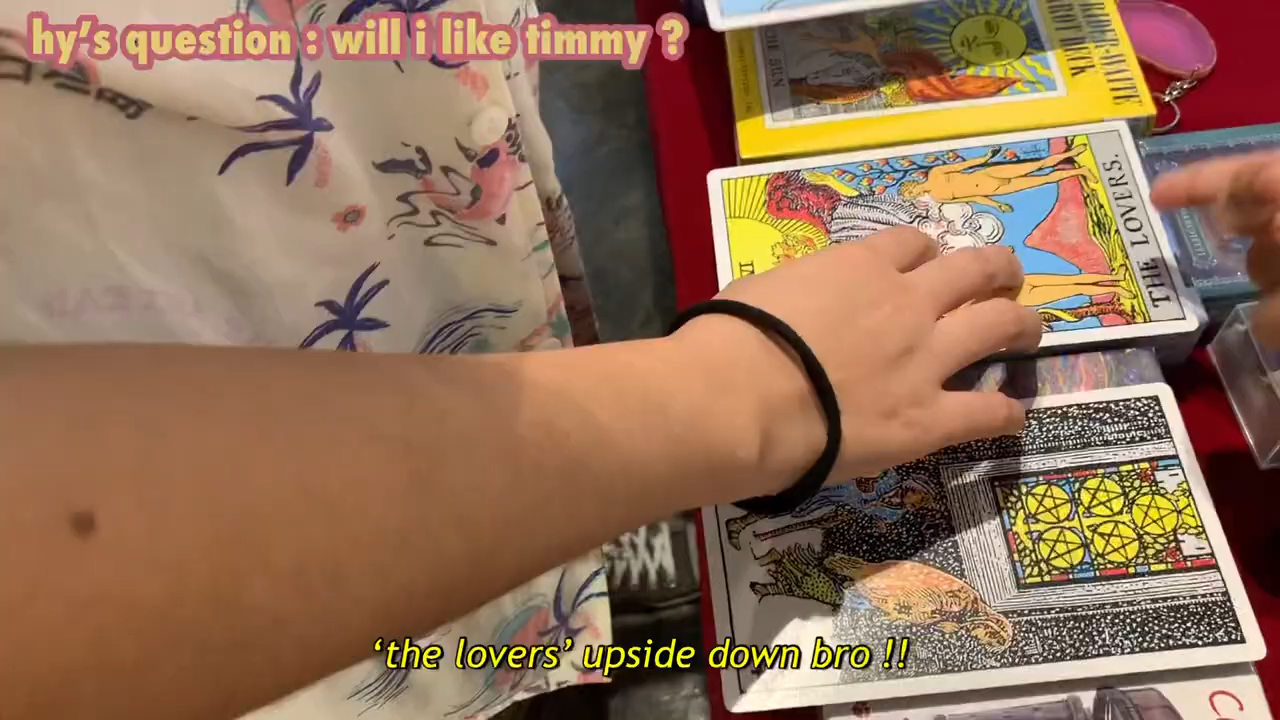 hy's question : will i like timmy ?
THE SUN
THE LOVERS.
‘the lovers’ upside down bro !!